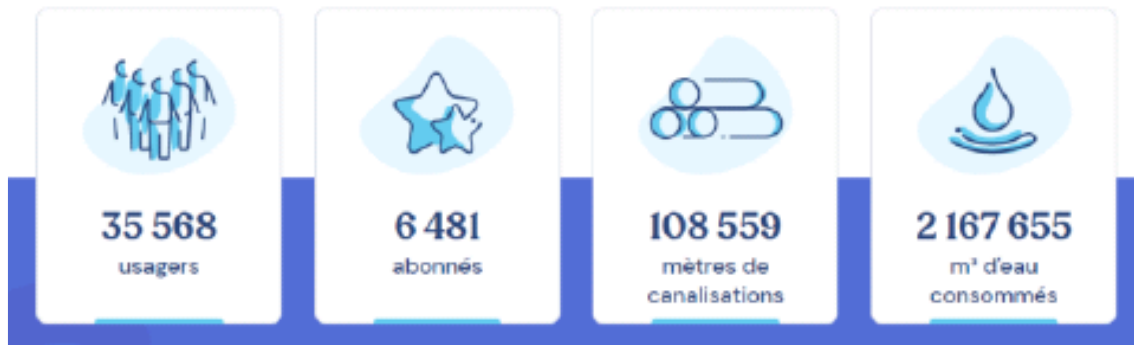 35 568
usagers
6 481
abonnés
108 559
mètres de
canalisations
2 167 655
m³ d'eau
consommés